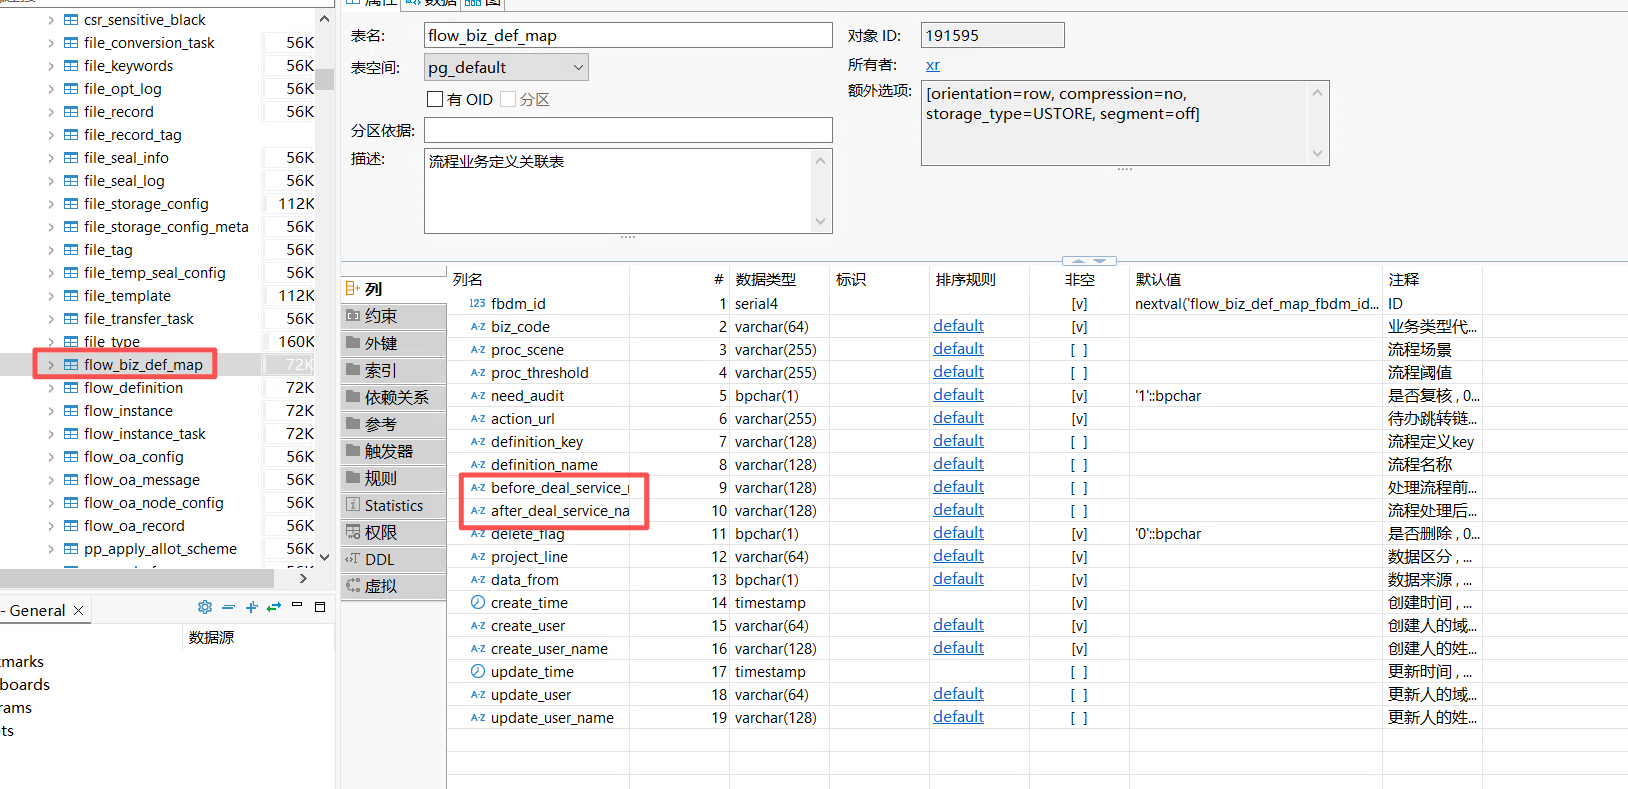 csr_sensitive_black
file_conversion_task 56K
file_keywords 56K
file_opt_log 56K
file_record 56K
file_record_tag
file_seal_info 56K
file_seal_log 56K
file_storage_config 112K
file_storage_config_meta 56K
file_tag 56K
file_temp_seal_config 56K
file_template 112K
file_transfer_task 56K
file_type 160K
flow_biz_def_map 72K
flow_definition 72K
flow_instance 72K
flow_instance_task 72K
flow_oa_config 56K
flow_oa_message 56K
flow_oa_node_config 56K
flow_oa_record 56K
pp_apply_allot_scheme 56K
- General
数据源
marks
boards
rams
ts
属性 数据 图
表名: flow_biz_def_map
表空间: pg_default
有 OID 分区
分区依据:
描述: 流程业务定义关联表
对象 ID: 191595
所有者: xr
额外选项: [orientation=row, compression=no,
storage_type=USTORE, segment=off]
列
约束
外键
索引
依赖关系
参考
触发器
规则
Statistics
权限
DDL
虚拟
列名 # 数据类型 标识 排序规则 非空 默认值 注释
123 fbdm_id 1 serial4 [v] nextval('flow_biz_def_map_fbdm_id... ID
A-Z biz_code 2 varchar(64) default [v] 业务类型代...
A-Z proc_scene 3 varchar(255) default [ ] 流程场景
A-Z proc_threshold 4 varchar(255) default [ ] 流程阈值
A-Z need_audit 5 bpchar(1) default [v] '1'::bpchar 是否复核 , 0...
A-Z action_url 6 varchar(255) default [v] 待办跳转链...
A-Z definition_key 7 varchar(128) default [ ] 流程定义key
A-Z definition_name 8 varchar(128) default [ ] 流程名称
A-Z before_deal_service_ 9 varchar(128) default [ ] 处理流程前...
A-Z after_deal_service_na 10 varchar(128) default [ ] 流程处理后...
A-Z delete_flag 11 bpchar(1) default [v] '0'::bpchar 是否删除 , 0...
A-Z project_line 12 varchar(64) default [v] 数据区分 , ...
A-Z data_from 13 bpchar(1) default [v] 数据来源 , ...
create_time 14 timestamp [v] 创建时间 , ...
A-Z create_user 15 varchar(64) default [v] 创建人的域...
A-Z create_user_name 16 varchar(128) default [v] 创建人的姓...
update_time 17 timestamp [ ] 更新时间 , ...
A-Z update_user 18 varchar(64) default [ ] 更新人的域...
A-Z update_user_name 19 varchar(128) default [ ] 更新人的姓...